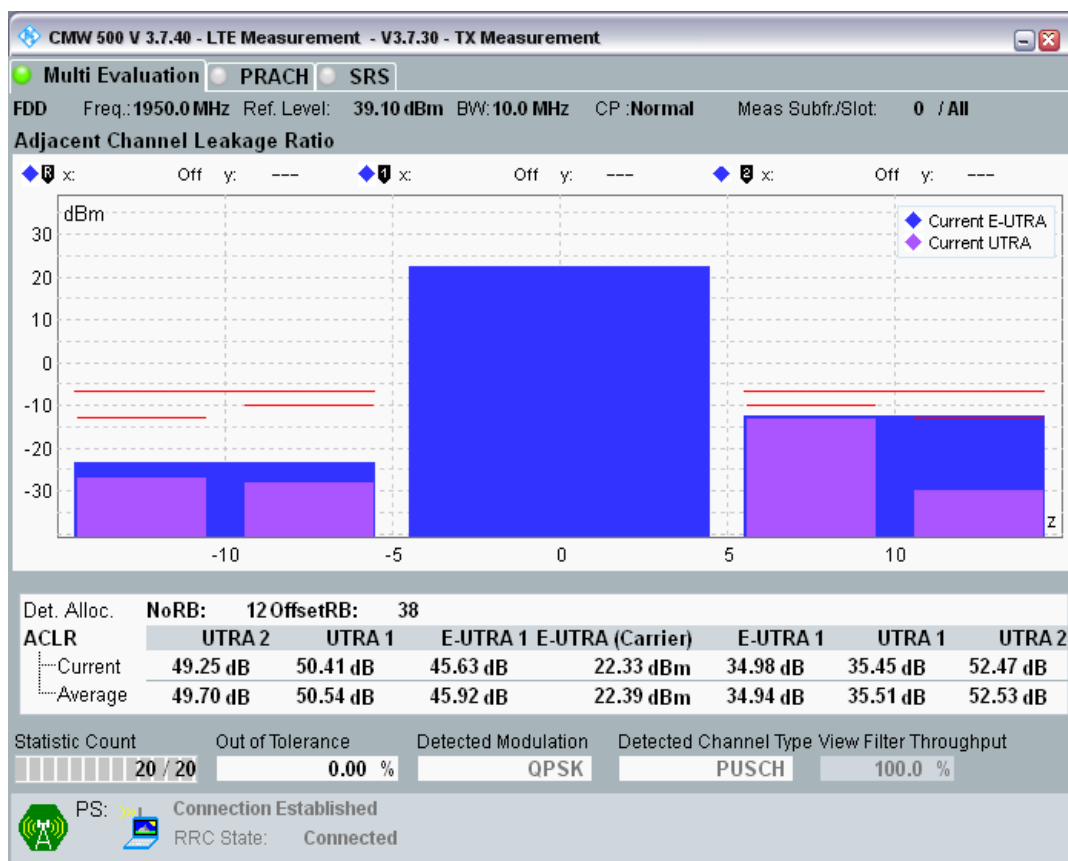 CMW 500 V 3.7.40 - LTE Measurement - V3.7.30 - TX Measurement
Multi Evaluation PRACH SRS
FDD Freq.: 1950.0 MHz Ref. Level: 39.10 dBm BW: 10.0 MHz CP :Normal Meas Subfr./Slot: 0 / All
Adjacent Channel Leakage Ratio
R x: Off y: --- 1 x: Off y: --- 2 x: Off y: ---
dBm
Current E-UTRA
Current UTRA
30
20
10
0
-10
-20
-30
z
-10 -5 0 5 10
Det. Alloc. NoRB: 12 OffsetRB: 38
ACLR UTRA 2 UTRA 1 E-UTRA 1 E-UTRA (Carrier) E-UTRA 1 UTRA 1 UTRA 2
Current 49.25 dB 50.41 dB 45.63 dB 22.33 dBm 34.98 dB 35.45 dB 52.47 dB
Average 49.70 dB 50.54 dB 45.92 dB 22.39 dBm 34.94 dB 35.51 dB 52.53 dB
Statistic Count Out of Tolerance Detected Modulation Detected Channel Type View Filter Throughput
20 / 20 0.00 % QPSK PUSCH 100.0 %
PS: Connection Established
RRC State: Connected